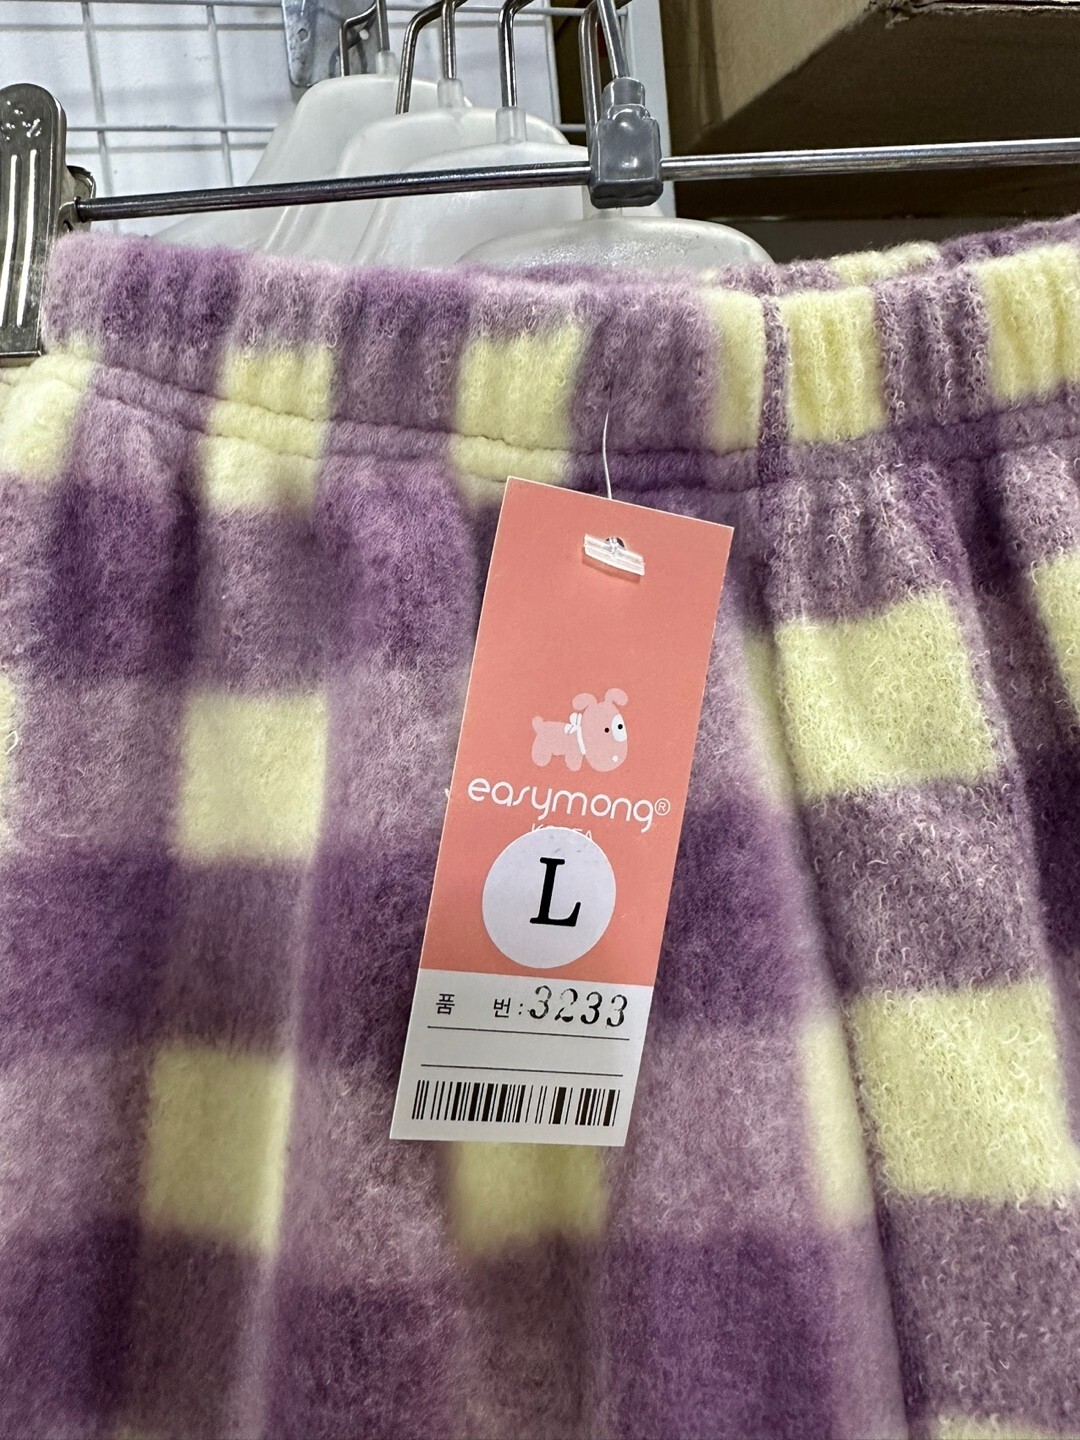 easymong®
L
품 번 : 3233